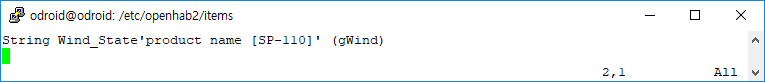 odroid@odroid: /etc/openhab2/items
String Wind_State'product name [SP-110]' (gWind)
2,1 All